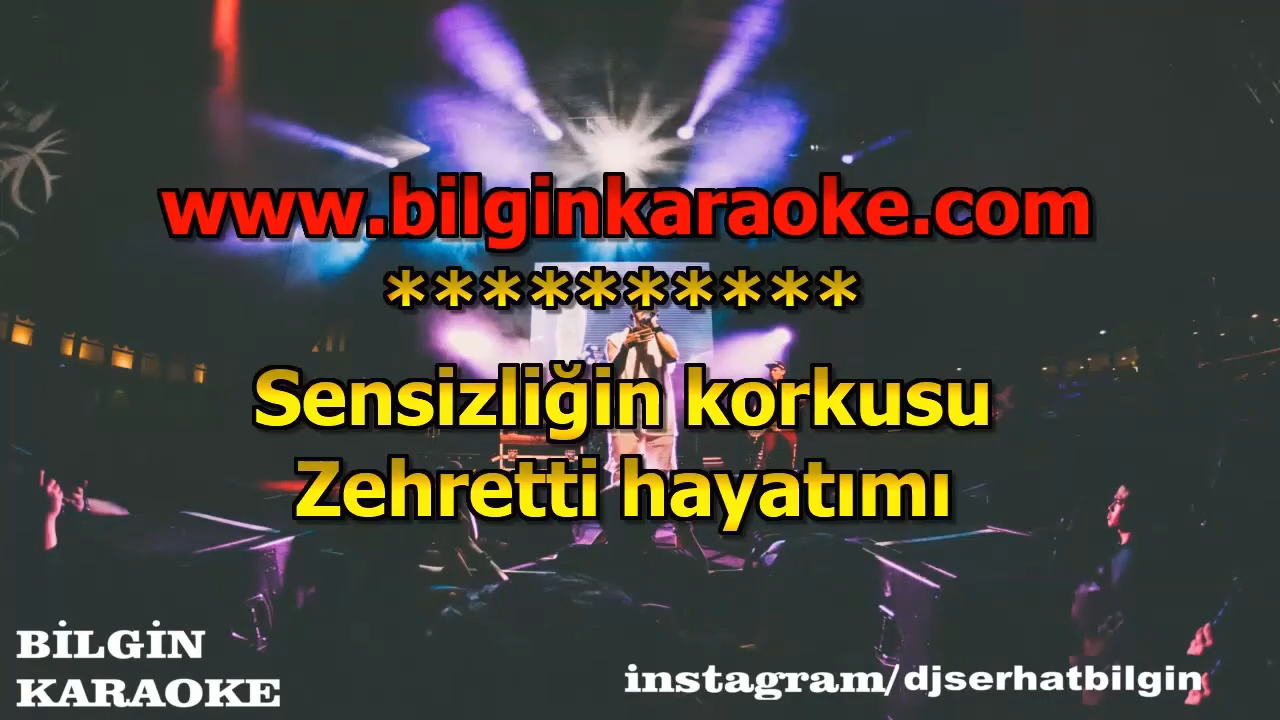 www.bilginkaraoke.com
**********
Sensizliğin korkusu
Zehretti hayatımı
BİLGİN
KARAOKE
instagram/djserhatbilgin